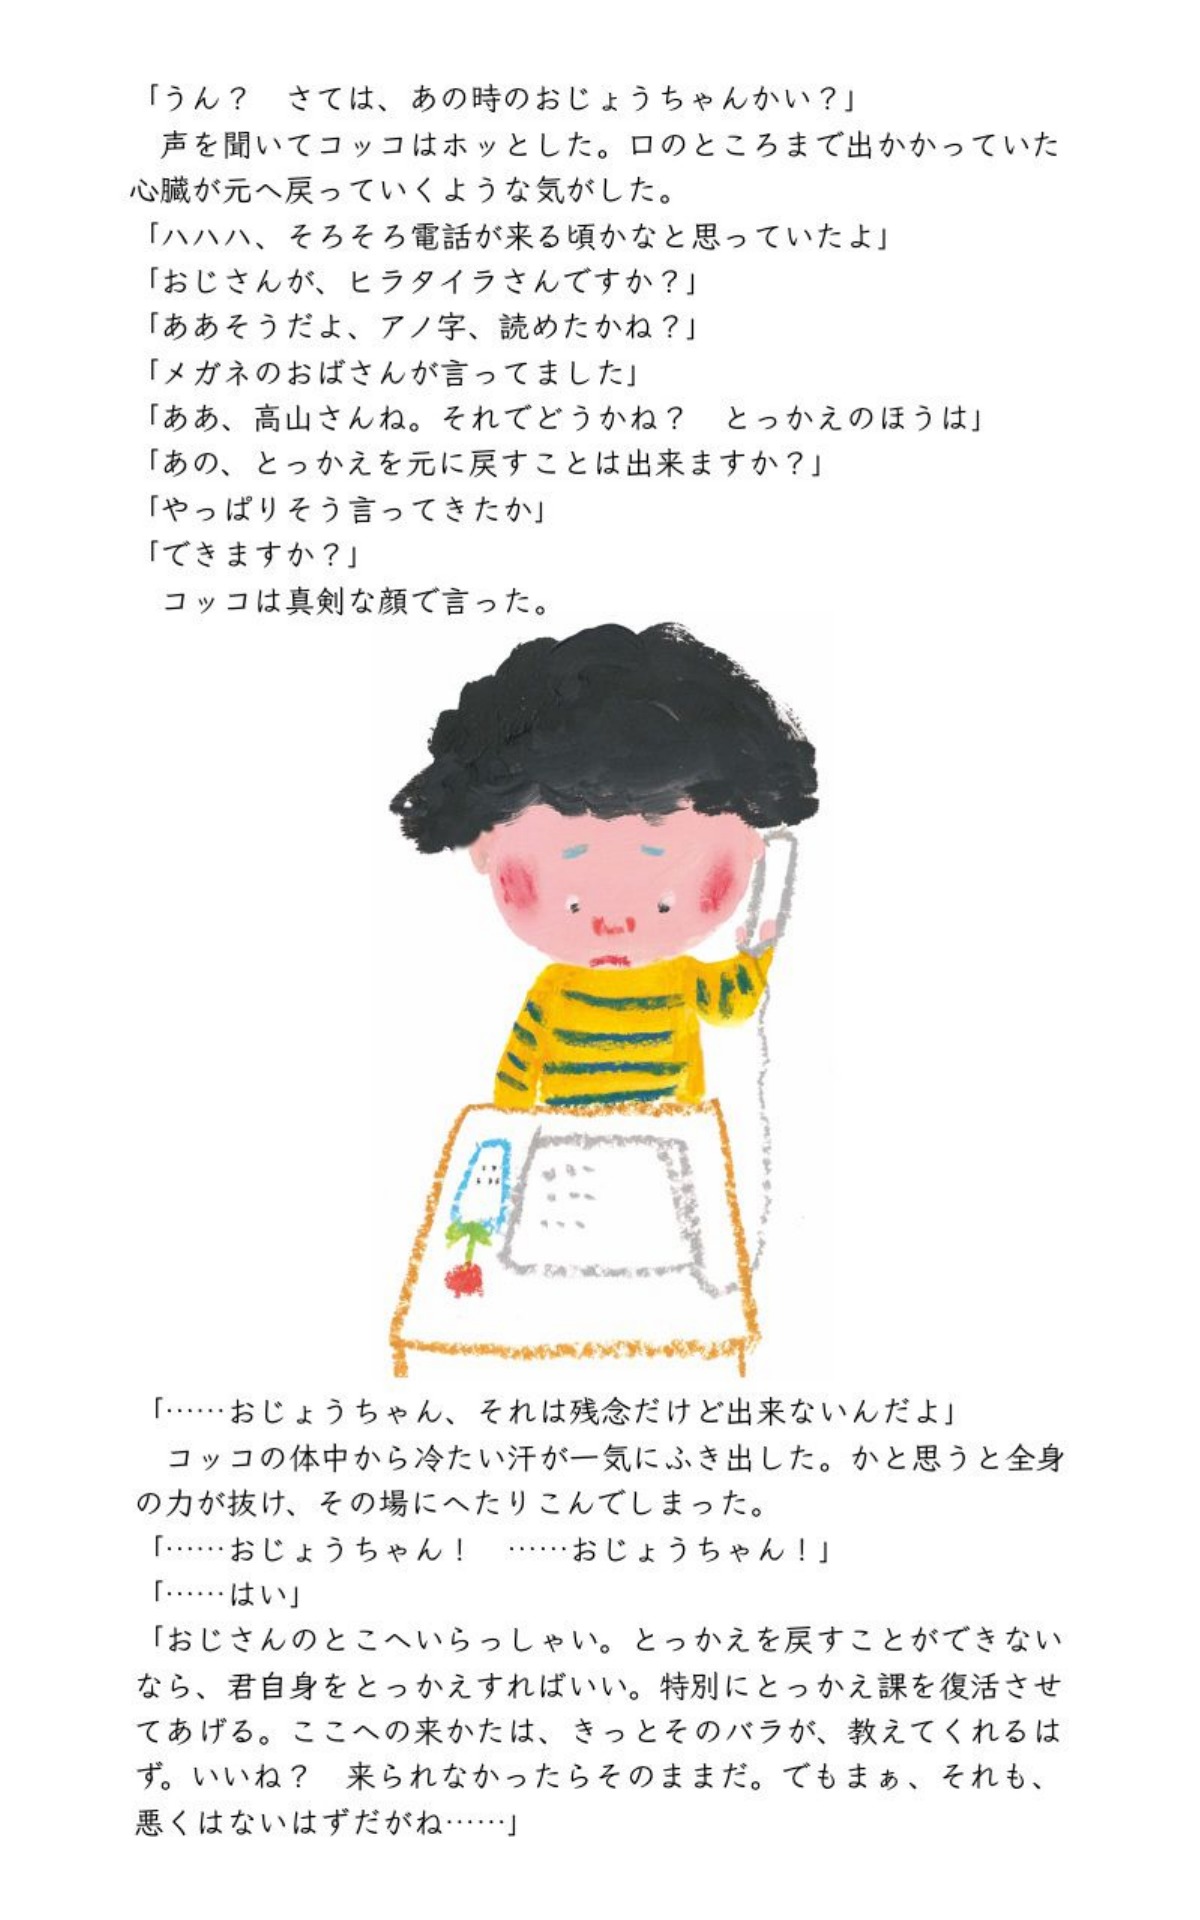 「うん？　さては、あの時のおじょうちゃんかい？」
　声を聞いてコッコはホッとした。口のところまで出かかっていた
心臓が元へ戻っていくような気がした。
「ハハハ、そろそろ電話が来る頃かなと思っていたよ」
「おじさんが、ヒラタイラさんですか？」
「ああそうだよ、アノ字、読めたかね？」
「メガネのおばさんが言ってました」
「ああ、高山さんね。それでどうかね？　とっかえのほうは」
「あの、とっかえを元に戻すことは出来ますか？」
「やっぱりそう言ってきたか」
「できますか？」
　コッコは真剣な顔で言った。
「……おじょうちゃん、それは残念だけど出来ないんだよ」
　コッコの体中から冷たい汗が一気にふき出した。かと思うと全身
の力が抜け、その場にへたりこんでしまった。
「……おじょうちゃん！　……おじょうちゃん！」
「……はい」
「おじさんのとこへいらっしゃい。とっかえを戻すことができない
なら、君自身をとっかえすればいい。特別にとっかえ課を復活させ
てあげる。ここへの来かたは、きっとそのバラが、教えてくれるは
ず。いいね？　来られなかったらそのままだ。でもまぁ、それも、
悪くはないはずだがね……」